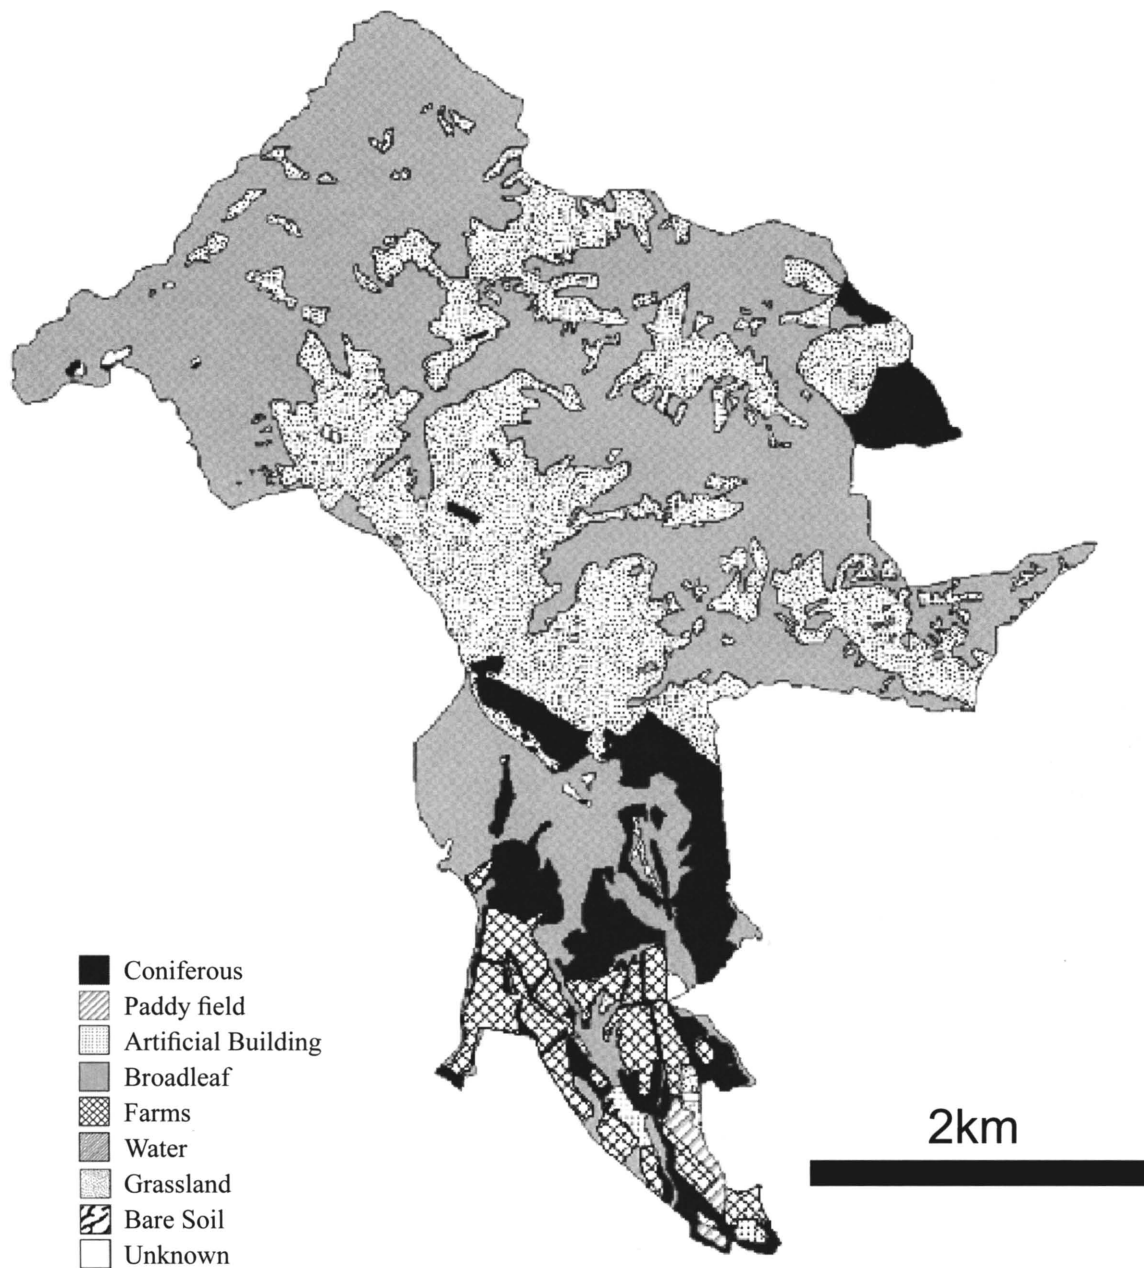 Coniferous
Paddy field
Artificial Building
Broadleaf
Farms
Water
Grassland
Bare Soil
Unknown
2km